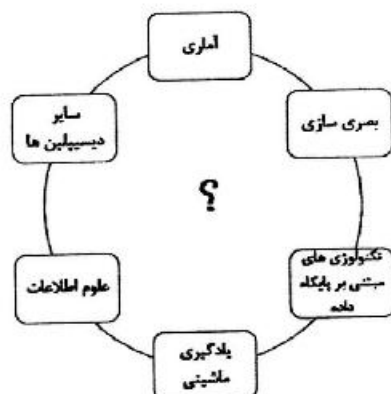 آماری
بصری سازی
سایر
دیسیپلین ها
؟
تکنولوژی های
مبتنی بر پایگاه
داده
علوم اطلاعات
یادگیری
ماشینی